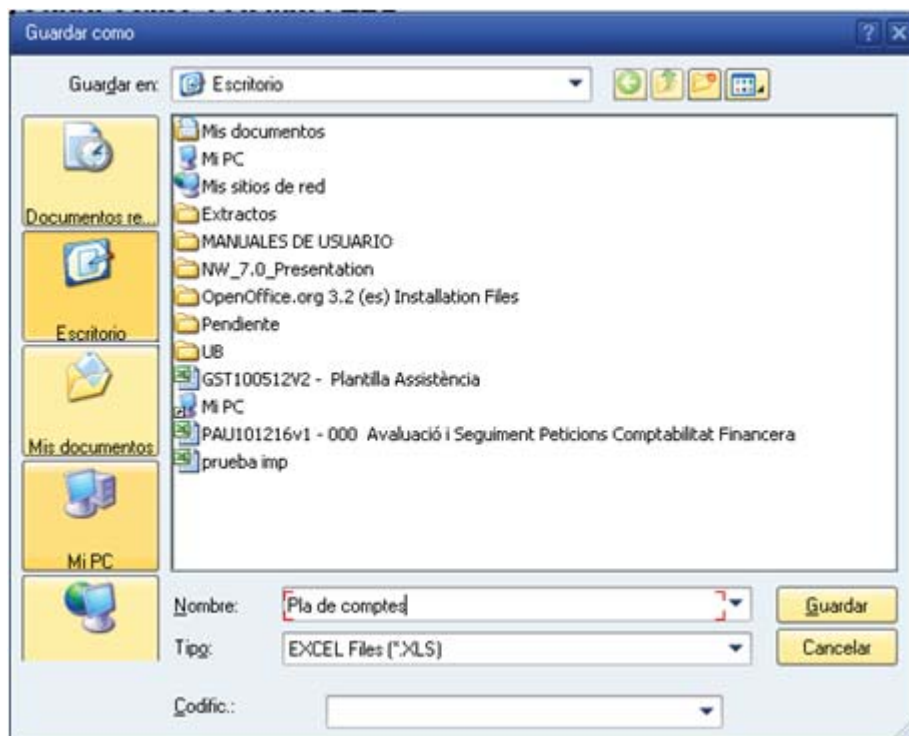 Guardar como
Guardar en: Escritorio
Mis documentos
Mi PC
Mis sitios de red
Extractos
MANUALES DE USUARIO
NW_7.0_Presentation
OpenOffice.org 3.2 (es) Installation Files
Pendiente
UB
GST100512V2 - Plantilla Assistència
Mi PC
PAU101216v1 - 000 Avaluació i Seguiment Peticions Comptabilitat Financera
prueba imp
Documentos re...
Escritorio
Mis documentos
Mi PC
Nombre: Pla de comptes Guardar
Tipo: EXCEL Files (*.XLS) Cancelar
Codific.: